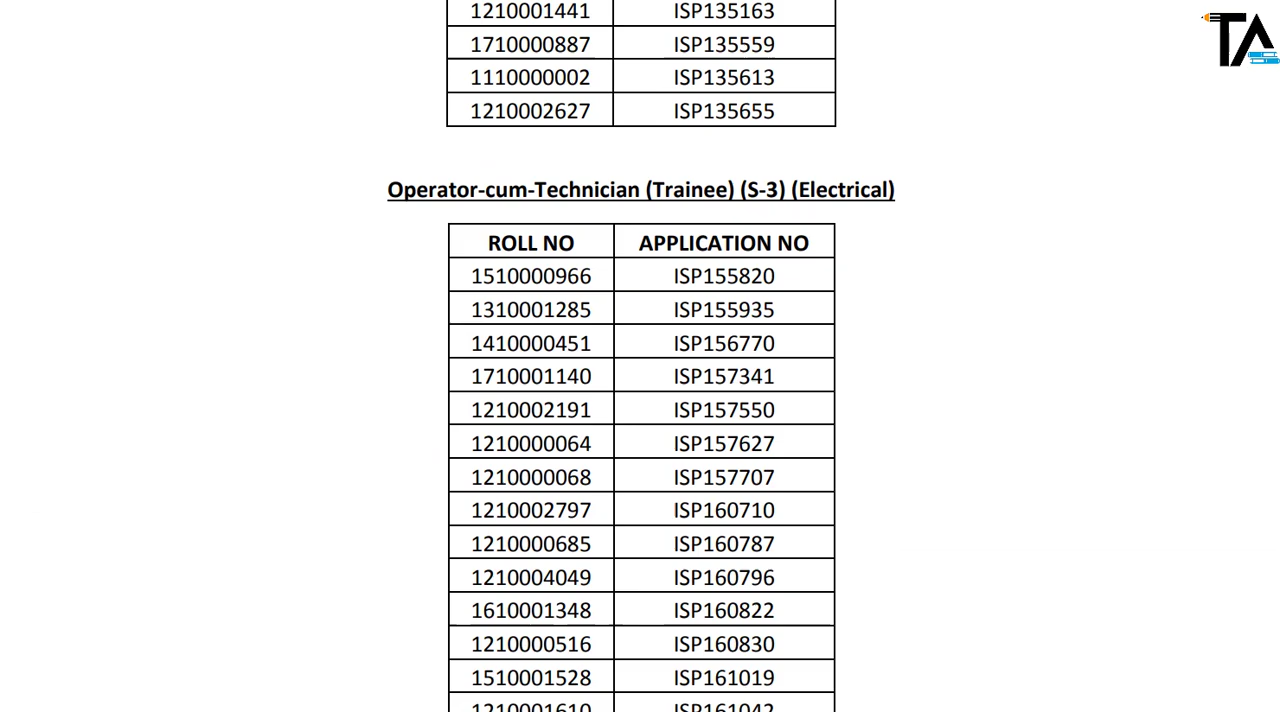 1210001441 ISP135163
1710000887 ISP135559
1110000002 ISP135613
1210002627 ISP135655
Operator-cum-Technician (Trainee) (S-3) (Electrical)
ROLL NO APPLICATION NO
1510000966 ISP155820
1310001285 ISP155935
1410000451 ISP156770
1710001140 ISP157341
1210002191 ISP157550
1210000064 ISP157627
1210000068 ISP157707
1210002797 ISP160710
1210000685 ISP160787
1210004049 ISP160796
1610001348 ISP160822
1210000516 ISP160830
1510001528 ISP161019
1210001610 ISP161042
TA